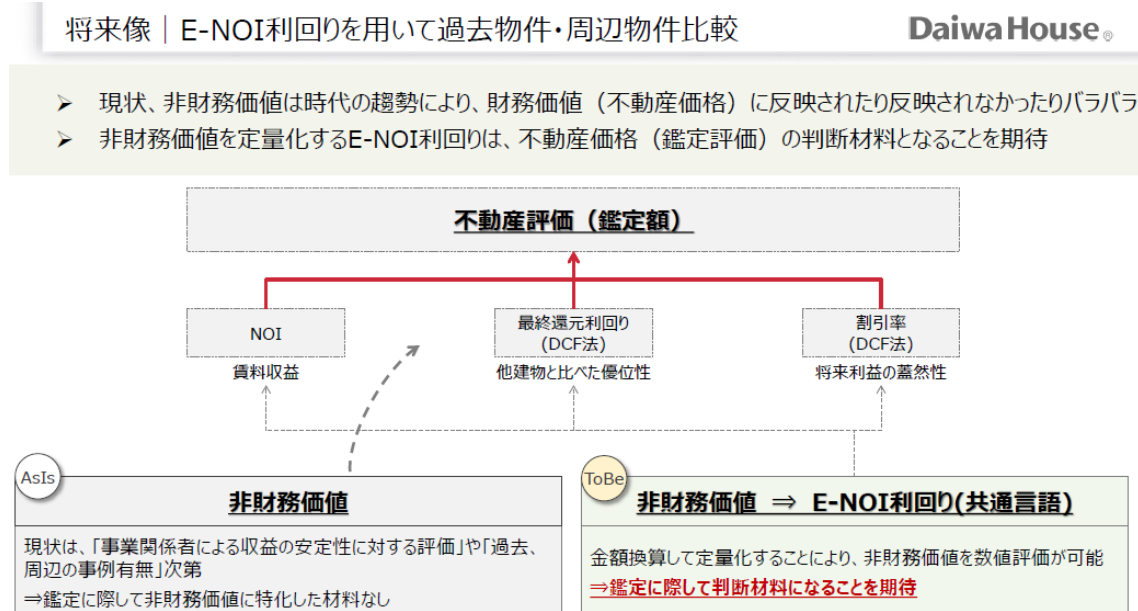 将来像｜E-NOI利回りを用いて過去物件・周辺物件比較
Daiwa House®
➢ 現状、非財務価値は時代の趨勢により、財務価値（不動産価格）に反映されたり反映されなかったりバラバラ
➢ 非財務価値を定量化するE-NOI利回りは、不動産価格（鑑定評価）の判断材料となることを期待
不動産評価（鑑定額）
NOI
賃料収益
最終還元利回り
(DCF法)
他建物と比べた優位性
割引率
(DCF法)
将来利益の蓋然性
AsIs
非財務価値
現状は、「事業関係者による収益の安定性に対する評価」や「過去、
周辺の事例有無」次第
⇒鑑定に際して非財務価値に特化した材料なし
ToBe
非財務価値 ⇒ E-NOI利回り(共通言語)
金額換算して定量化することにより、非財務価値を数値評価が可能
⇒鑑定に際して判断材料になることを期待